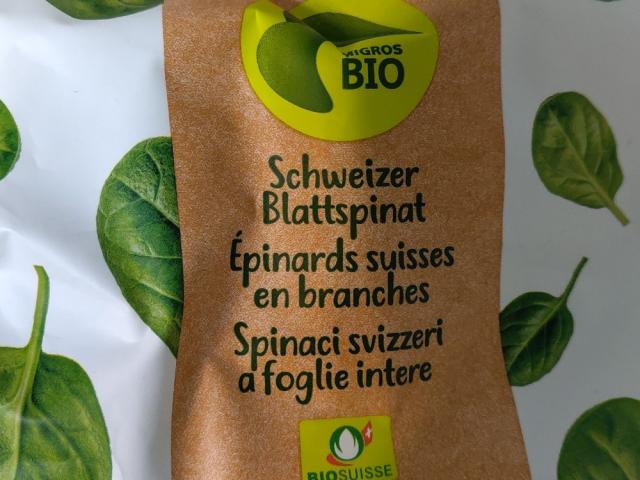 MIGROS
BIO
Schweizer
Blattspinat
Épinards suisses
en branches
Spinaci svizzeri
a foglie intere
BIOSUISSE